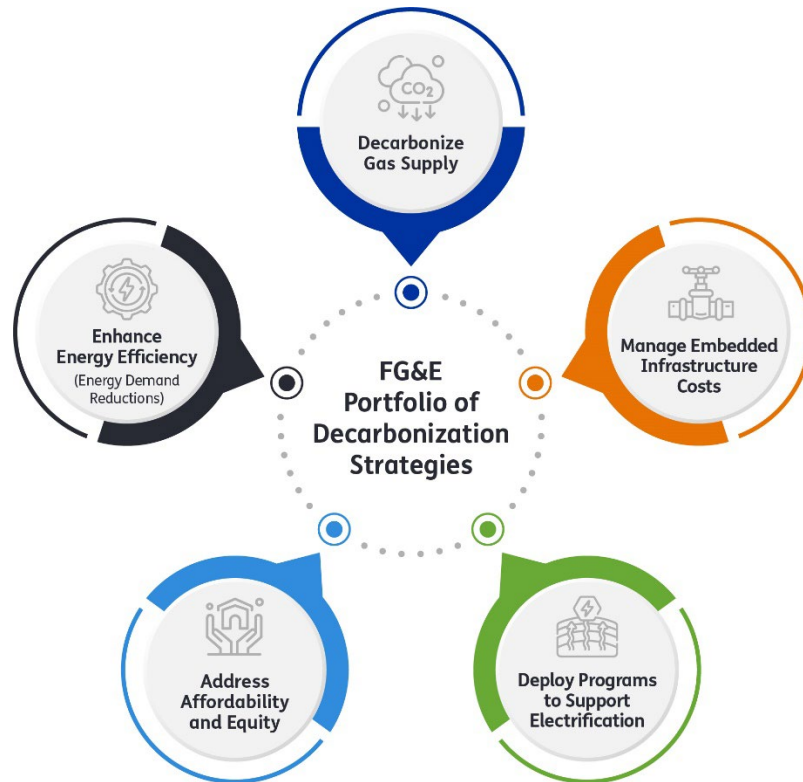 CO2
Decarbonize
Gas Supply
Enhance
Energy Efficiency
(Energy Demand
Reductions)
Manage Embedded
Infrastructure
Costs
FG&E
Portfolio of
Decarbonization
Strategies
Address
Affordability
and Equity
Deploy Programs
to Support
Electrification